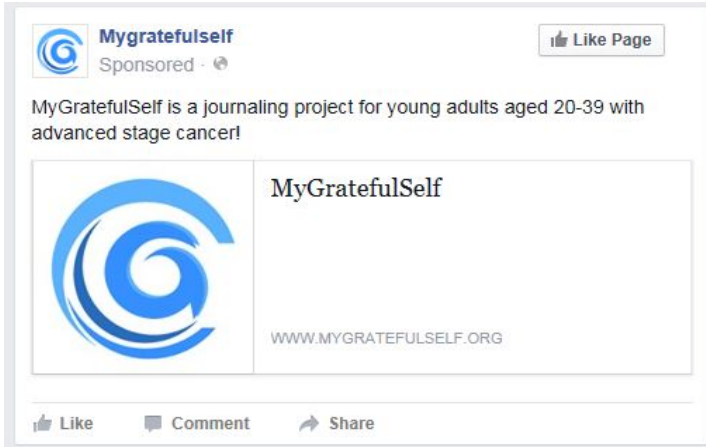 Mygratefulself
Like Page
Sponsored ·
MyGratefulSelf is a journaling project for young adults aged 20-39 with
advanced stage cancer!
MyGratefulSelf
WWW.MYGRATEFULSELF.ORG
Like Comment Share